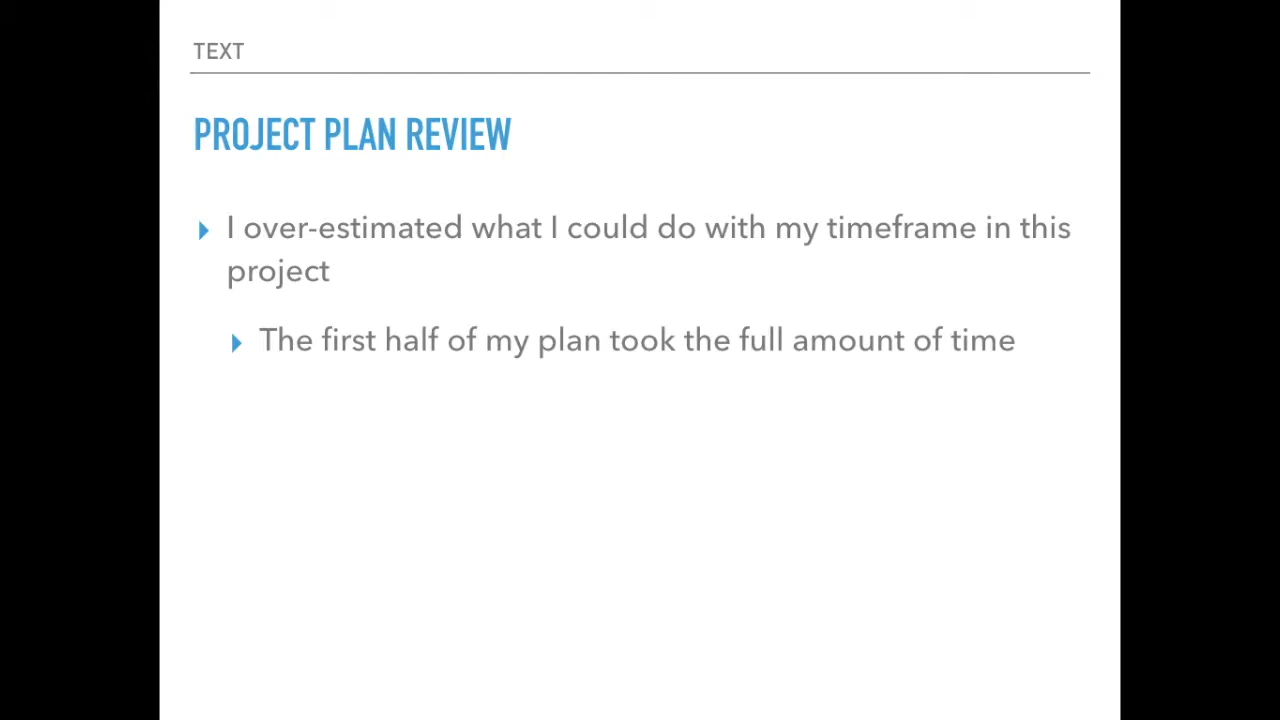 TEXT
PROJECT PLAN REVIEW
I over-estimated what I could do with my timeframe in this
project
The first half of my plan took the full amount of time